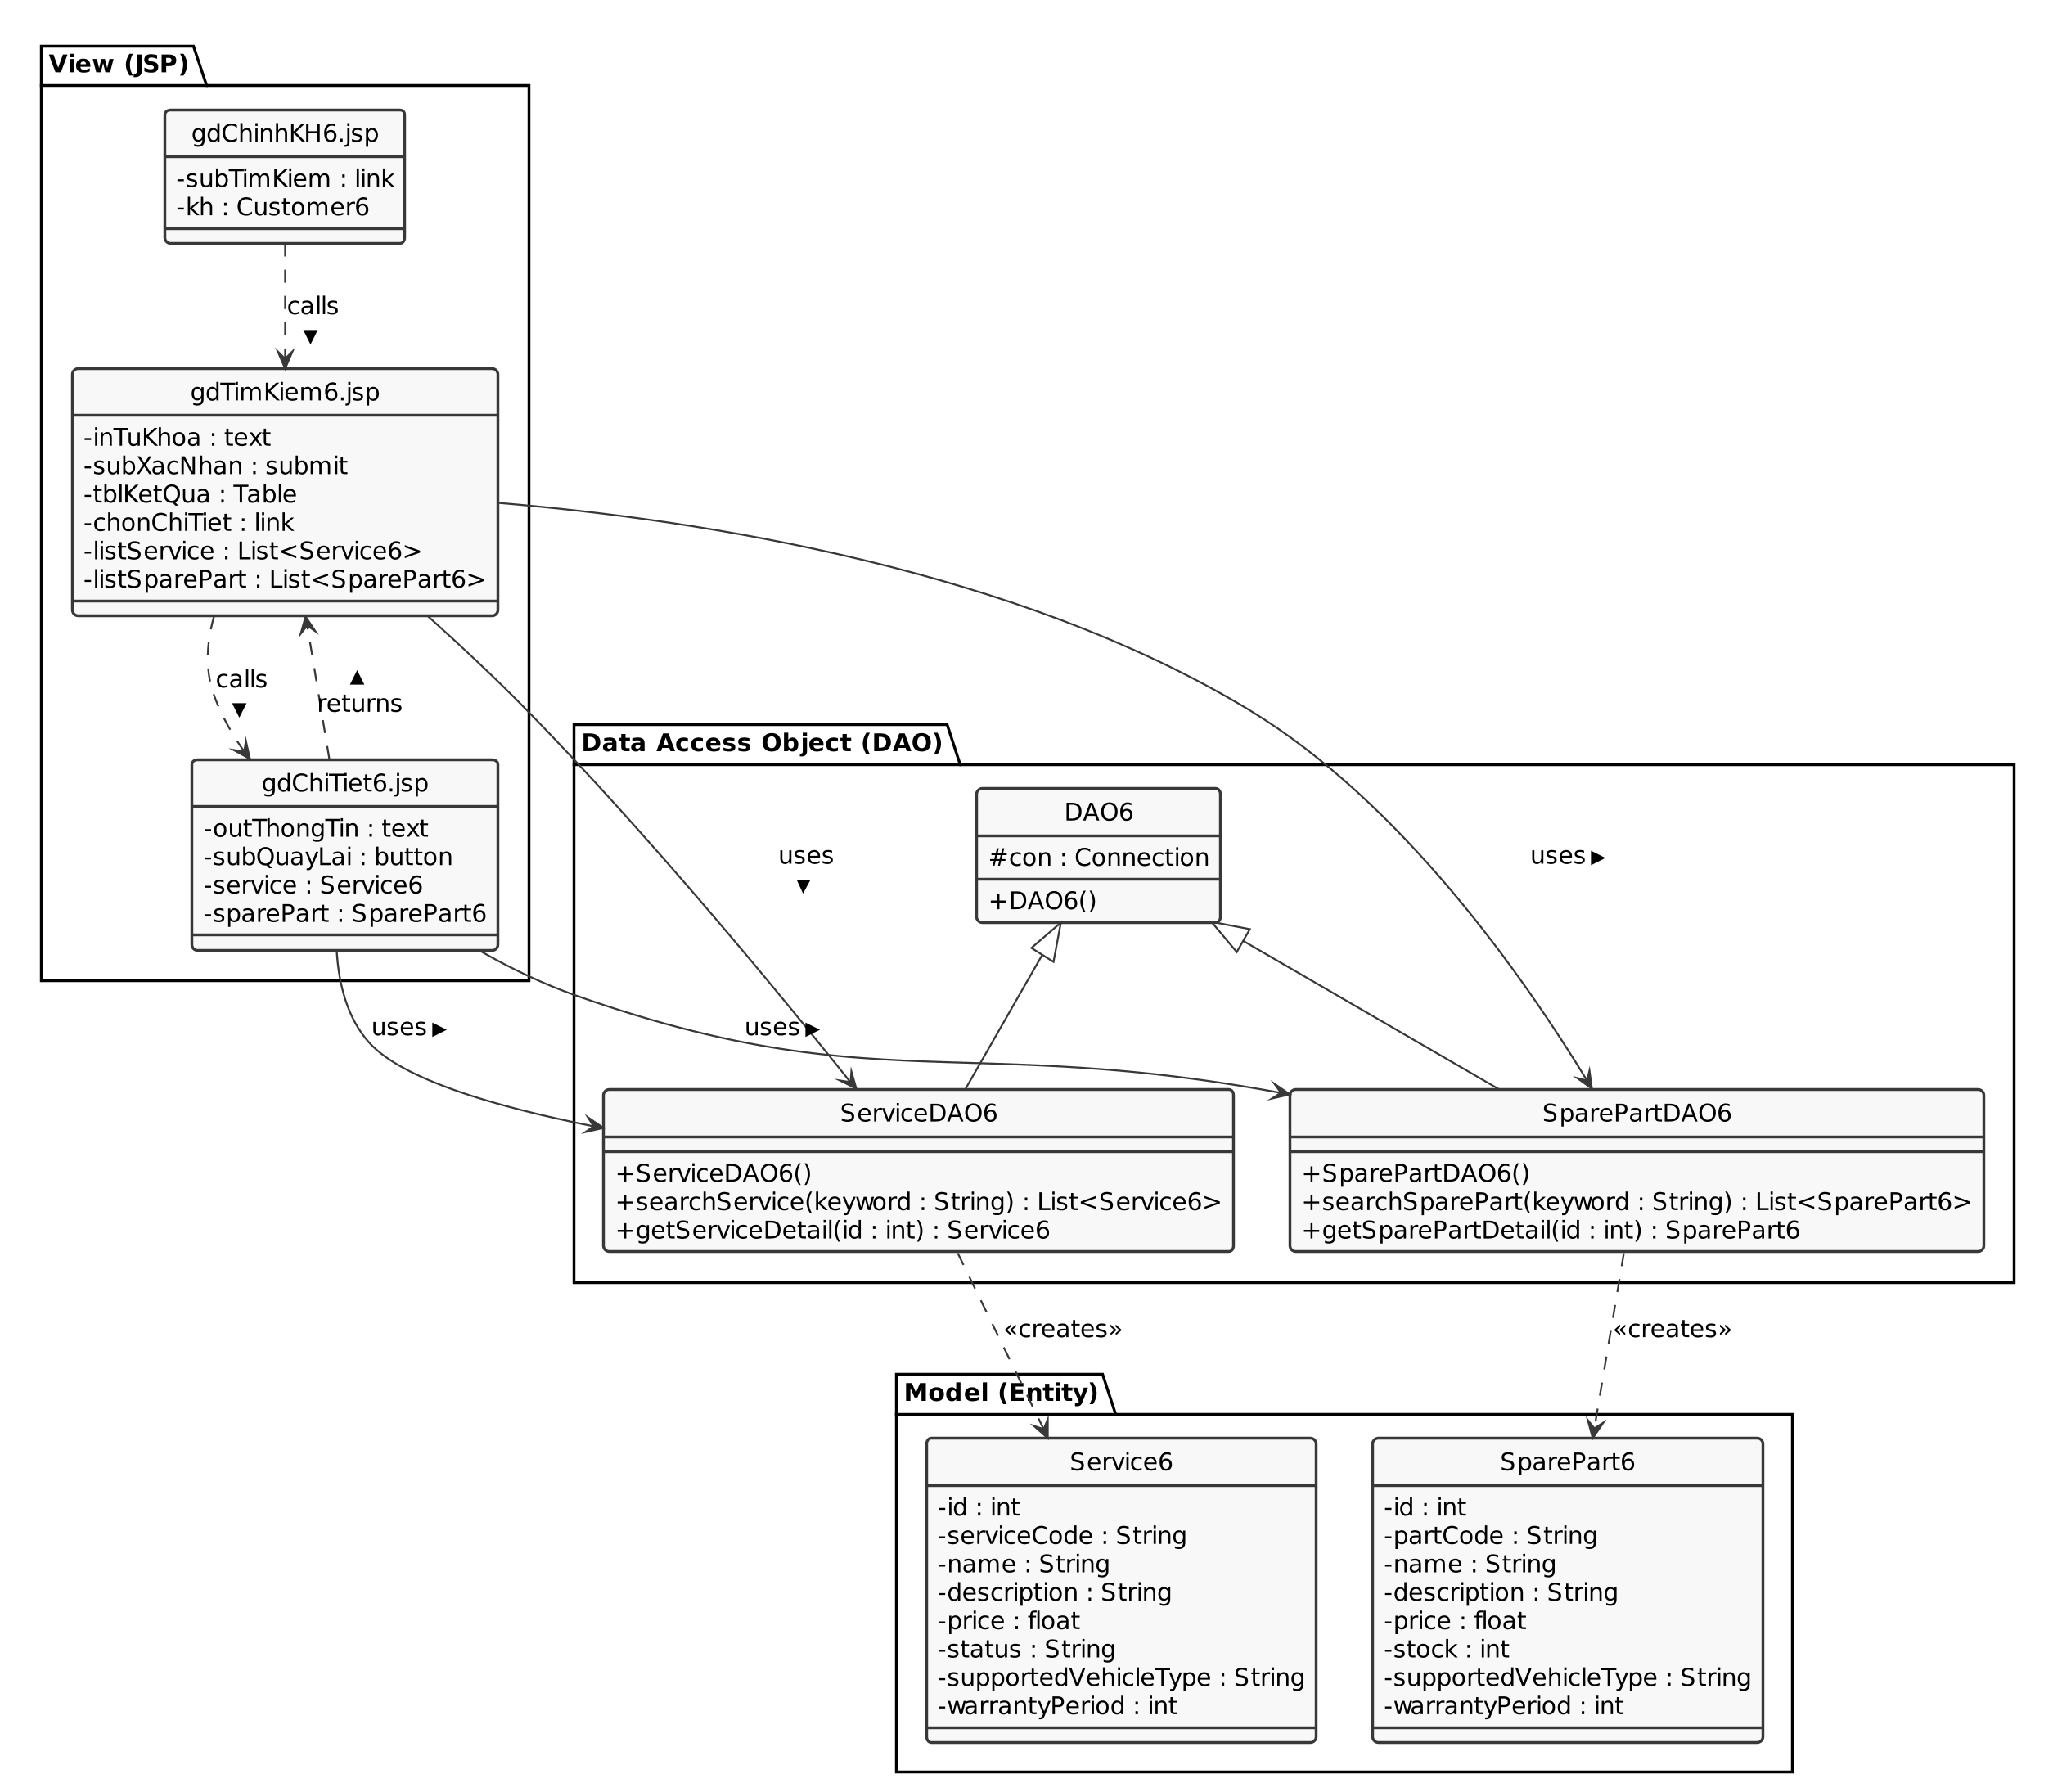 View (JSP)
gdChinhKH6.jsp
-subTimKiem : link
-kh : Customer6
calls
▼
gdTimKiem6.jsp
-inTuKhoa : text
-subXacNhan : submit
-tblKetQua : Table
-chonChiTiet : link
-listService : List<Service6>
-listSparePart : List<SparePart6>
calls
▼
▲
returns
gdChiTiet6.jsp
-outThongTin : text
-subQuayLai : button
-service : Service6
-sparePart : SparePart6
Data Access Object (DAO)
DAO6
#con : Connection
+DAO6()
uses
▼
uses ▶
uses ▶
uses ▶
ServiceDAO6
+ServiceDAO6()
+searchService(keyword : String) : List<Service6>
+getServiceDetail(id : int) : Service6
SparePartDAO6
+SparePartDAO6()
+searchSparePart(keyword : String) : List<SparePart6>
+getSparePartDetail(id : int) : SparePart6
«creates»
«creates»
Model (Entity)
Service6
-id : int
-serviceCode : String
-name : String
-description : String
-price : float
-status : String
-supportedVehicleType : String
-warrantyPeriod : int
SparePart6
-id : int
-partCode : String
-name : String
-description : String
-price : float
-stock : int
-supportedVehicleType : String
-warrantyPeriod : int